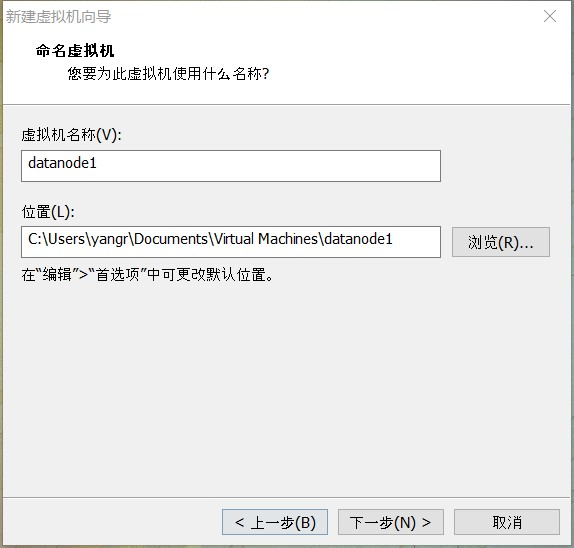 新建虚拟机向导
命名虚拟机
您要为此虚拟机使用什么名称?
虚拟机名称(V):
datanode1
位置(L):
C:\Users\yangr\Documents\Virtual Machines\datanode1
浏览(R)...
在“编辑”>“首选项”中可更改默认位置。
< 上一步(B)
下一步(N) >
取消